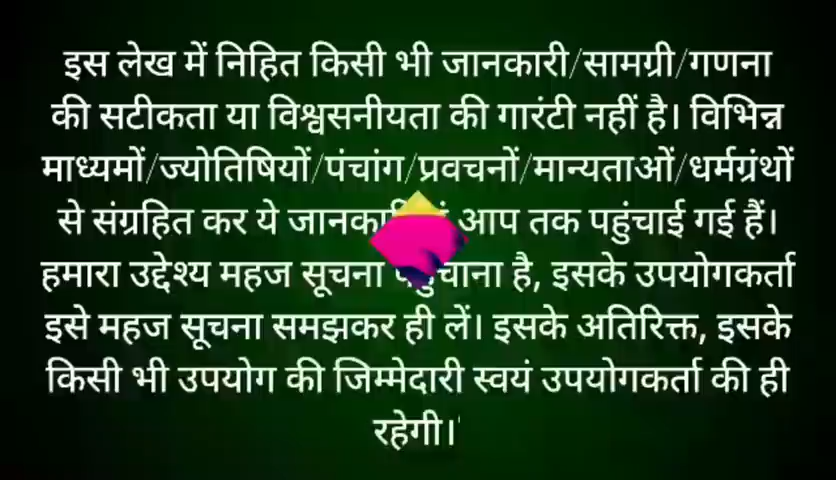 इस लेख में निहित किसी भी जानकारी/सामग्री/गणना
की सटीकता या विश्वसनीयता की गारंटी नहीं है। विभिन्न
माध्यमों/ज्योतिषियों/पंचांग/प्रवचनों/मान्यताओं/धर्मग्रंथों
से संग्रहित कर ये आप तक पहुंचाई गई हैं।
हमारा उद्देश्य महज सूचना है, इसके उपयोगकर्ता
इसे महज सूचना समझकर ही लें। इसके अतिरिक्त, इसके
किसी भी उपयोग की जिम्मेदारी स्वयं उपयोगकर्ता की ही
रहेगी।'